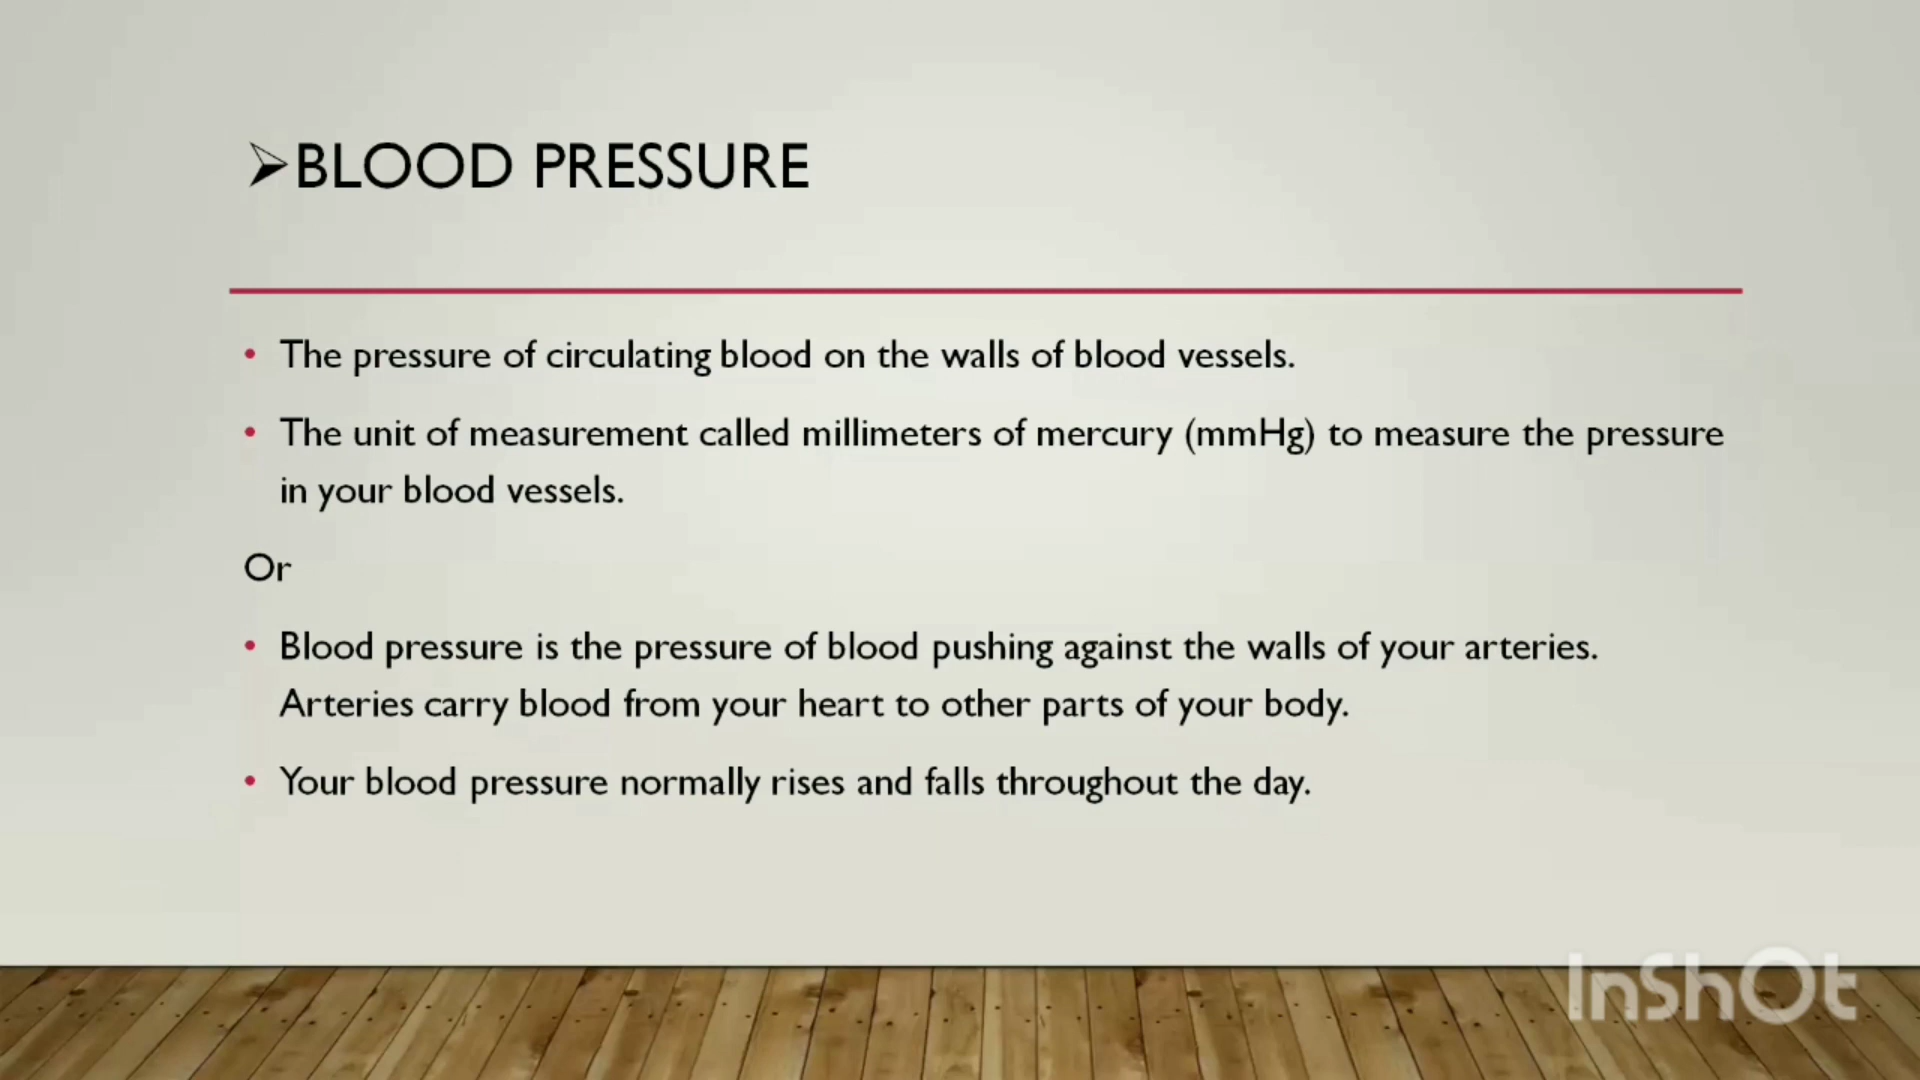 ➢BLOOD PRESSURE
• The pressure of circulating blood on the walls of blood vessels.
• The unit of measurement called millimeters of mercury (mmHg) to measure the pressure
in your blood vessels.
Or
• Blood pressure is the pressure of blood pushing against the walls of your arteries.
Arteries carry blood from your heart to other parts of your body.
• Your blood pressure normally rises and falls throughout the day.
InShOt